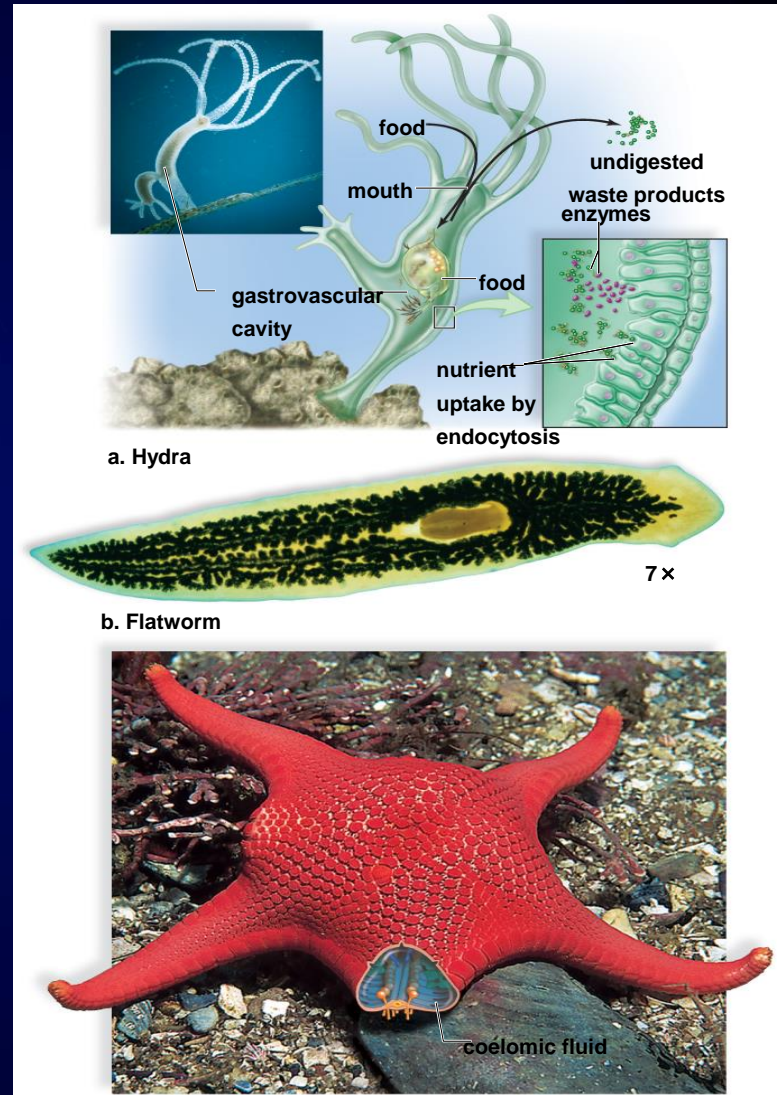 food
mouth
undigested
waste products
enzymes
food
gastrovascular
cavity
nutrient
uptake by
endocytosis
a. Hydra
7×
b. Flatworm
coelomic fluid